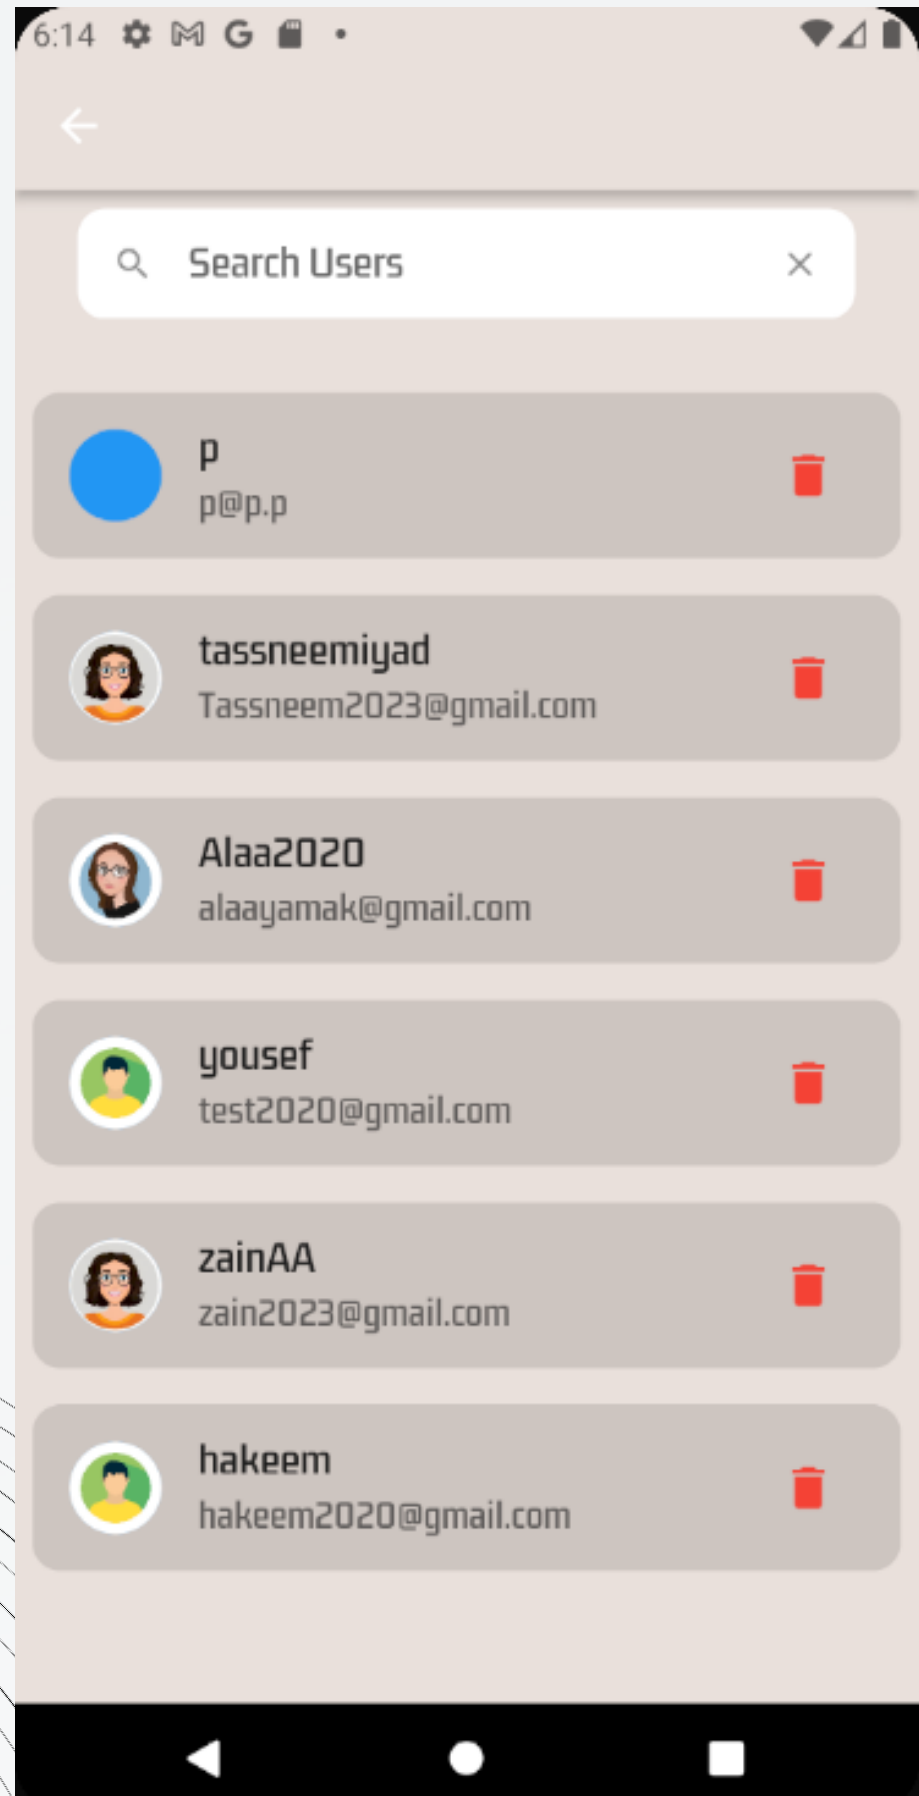 6:14
Search Users
p
p@p.p
tassneemiyad
Tassneem2023@gmail.com
Alaa2020
alaayamak@gmail.com
yousef
test2020@gmail.com
zainAA
zain2023@gmail.com
hakeem
hakeem2020@gmail.com